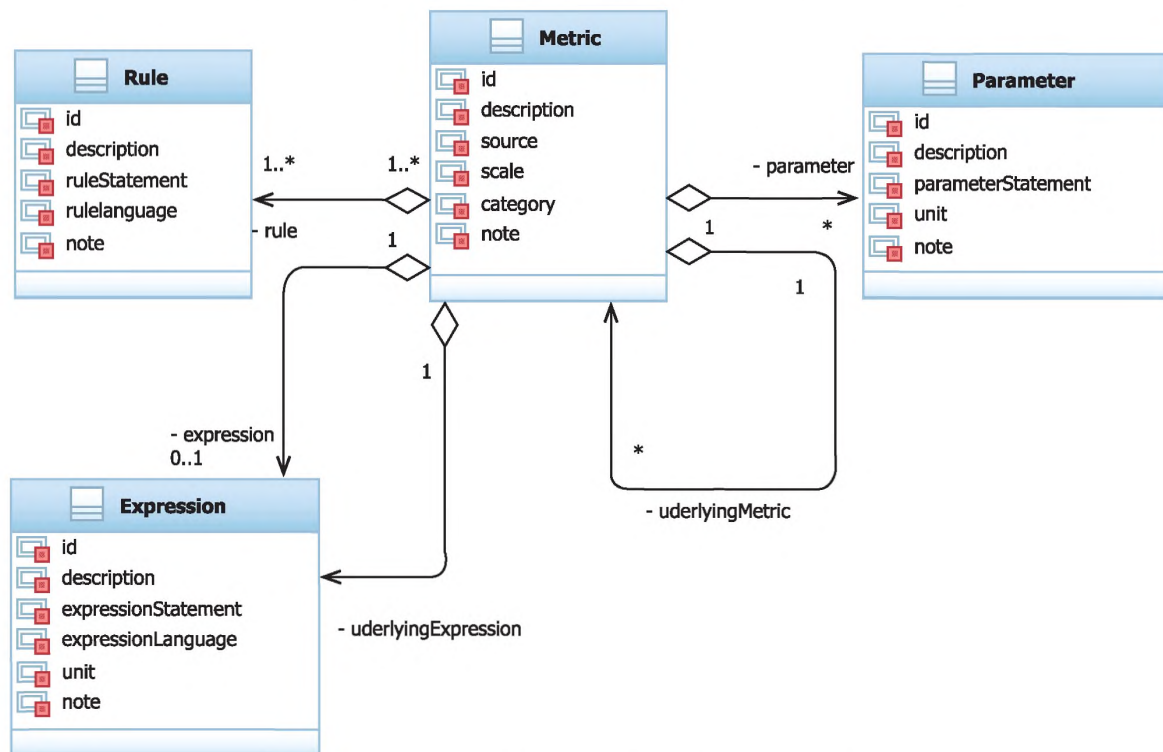 Metric
id
description
source
scale
category
note
Rule
id
description
ruleStatement
rulelanguage
note
Parameter
id
description
parameterStatement
unit
note
1..*
1..*
- rule
- parameter
1
*
1
1
*
- uderlyingMetric
1
- expression
0..1
- uderlyingExpression
Expression
id
description
expressionStatement
expressionLanguage
unit
note